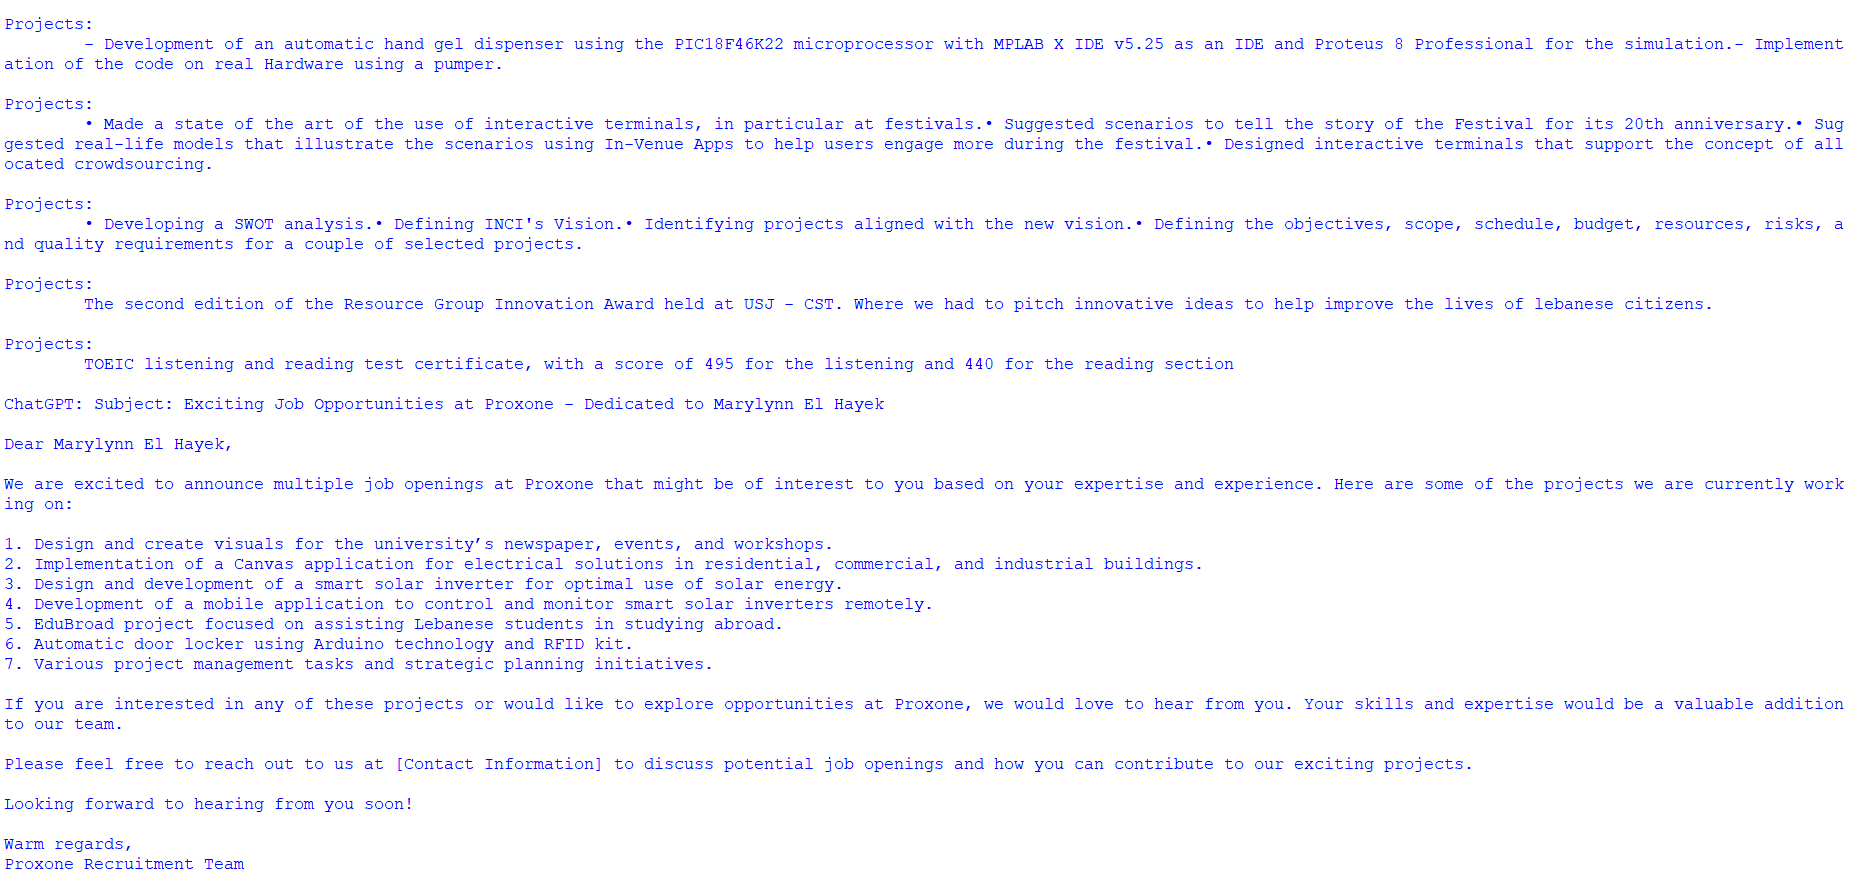 Projects:
- Development of an automatic hand gel dispenser using the PIC18F46K22 microprocessor with MPLAB X IDE v5.25 as an IDE and Proteus 8 Professional for the simulation.- Implement
ation of the code on real Hardware using a pumper.
Projects:
• Made a state of the art of the use of interactive terminals, in particular at festivals.• Suggested scenarios to tell the story of the Festival for its 20th anniversary.• Sug
gested real-life models that illustrate the scenarios using In-Venue Apps to help users engage more during the festival.• Designed interactive terminals that support the concept of all
ocated crowdsourcing.
Projects:
• Developing a SWOT analysis.• Defining INCI's Vision.• Identifying projects aligned with the new vision.• Defining the objectives, scope, schedule, budget, resources, risks, a
nd quality requirements for a couple of selected projects.
Projects:
The second edition of the Resource Group Innovation Award held at USJ - CST. Where we had to pitch innovative ideas to help improve the lives of lebanese citizens.
Projects:
TOEIC listening and reading test certificate, with a score of 495 for the listening and 440 for the reading section
ChatGPT: Subject: Exciting Job Opportunities at Proxone - Dedicated to Marylynn El Hayek
Dear Marylynn El Hayek,
We are excited to announce multiple job openings at Proxone that might be of interest to you based on your expertise and experience. Here are some of the projects we are currently work
ing on:
1. Design and create visuals for the university’s newspaper, events, and workshops.
2. Implementation of a Canvas application for electrical solutions in residential, commercial, and industrial buildings.
3. Design and development of a smart solar inverter for optimal use of solar energy.
4. Development of a mobile application to control and monitor smart solar inverters remotely.
5. EduBroad project focused on assisting Lebanese students in studying abroad.
6. Automatic door locker using Arduino technology and RFID kit.
7. Various project management tasks and strategic planning initiatives.
If you are interested in any of these projects or would like to explore opportunities at Proxone, we would love to hear from you. Your skills and expertise would be a valuable addition
to our team.
Please feel free to reach out to us at [Contact Information] to discuss potential job openings and how you can contribute to our exciting projects.
Looking forward to hearing from you soon!
Warm regards,
Proxone Recruitment Team